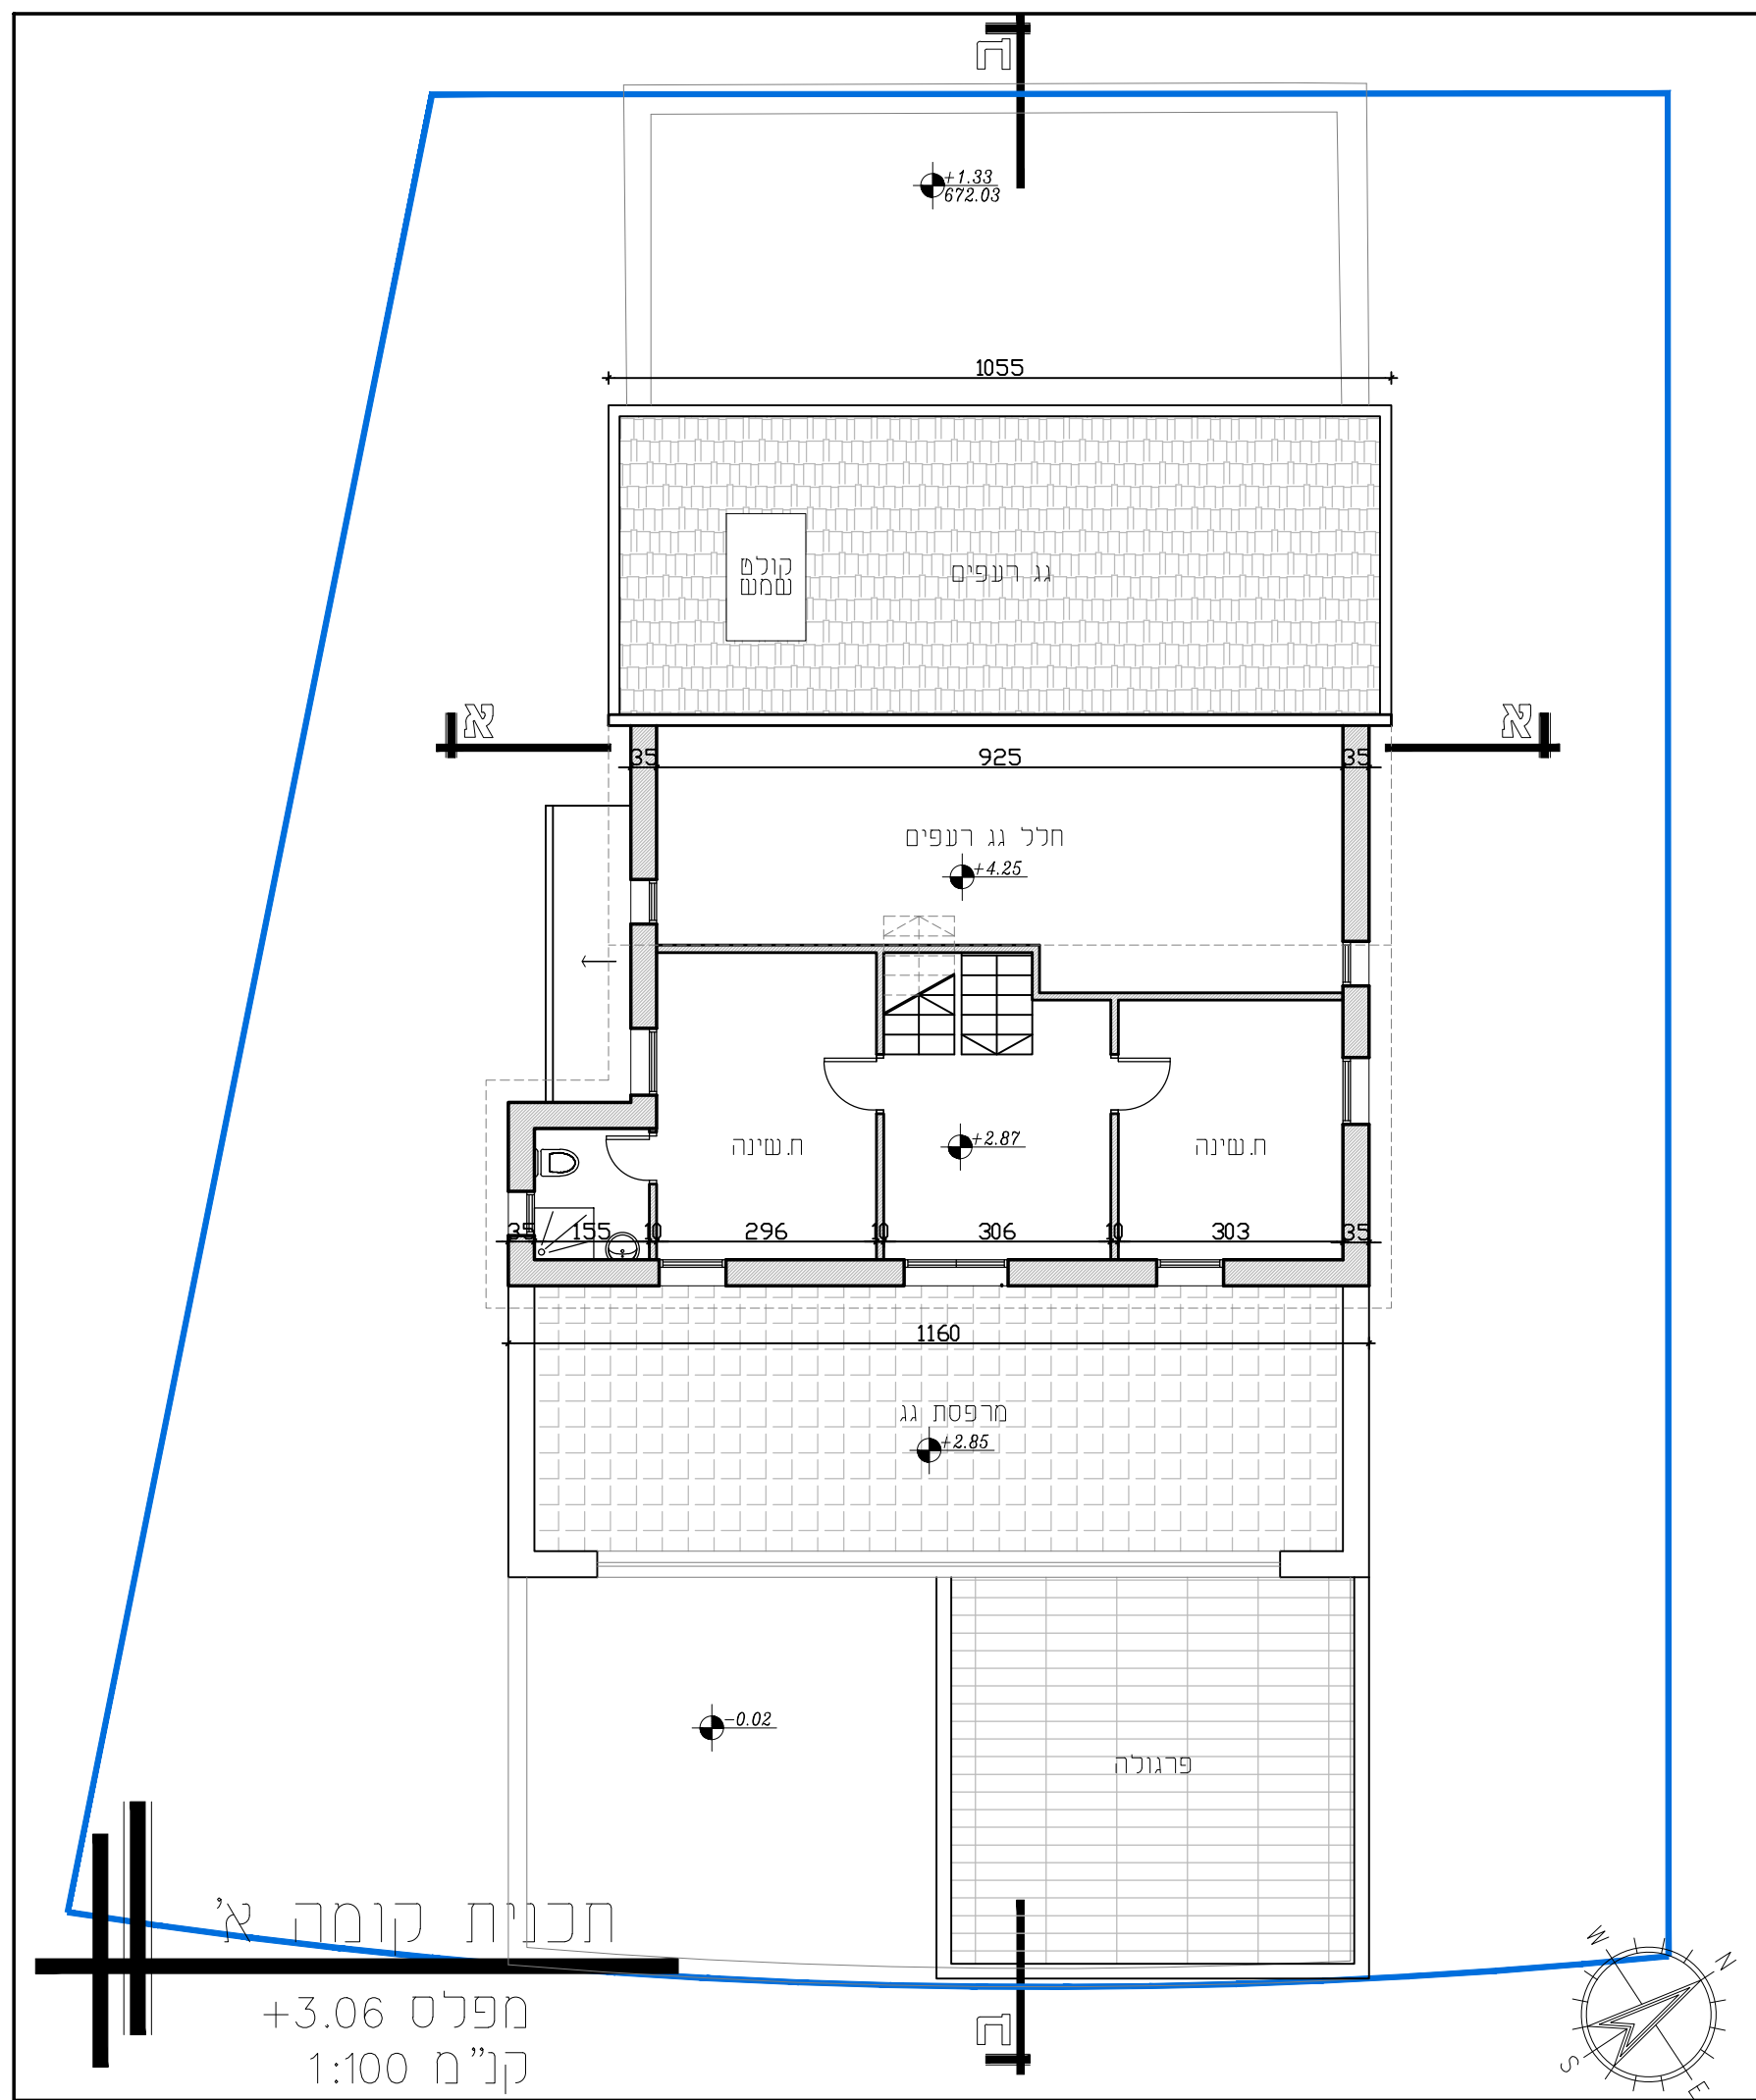 ח
+1.33
672.03
1055
קולט
שמש
גג רעפים
א
א
35
925
35
חלל גג רעפים
+4.25
ח.שינה
+2.87
ח.שינה
35
155
10
296
10
306
10
303
35
1160
מרפסת גג
+2.85
-0.02
פרגולה
תכנית קומה א'
מפלס +3.06
קנ"מ 1:100
ח
W
N
S
E